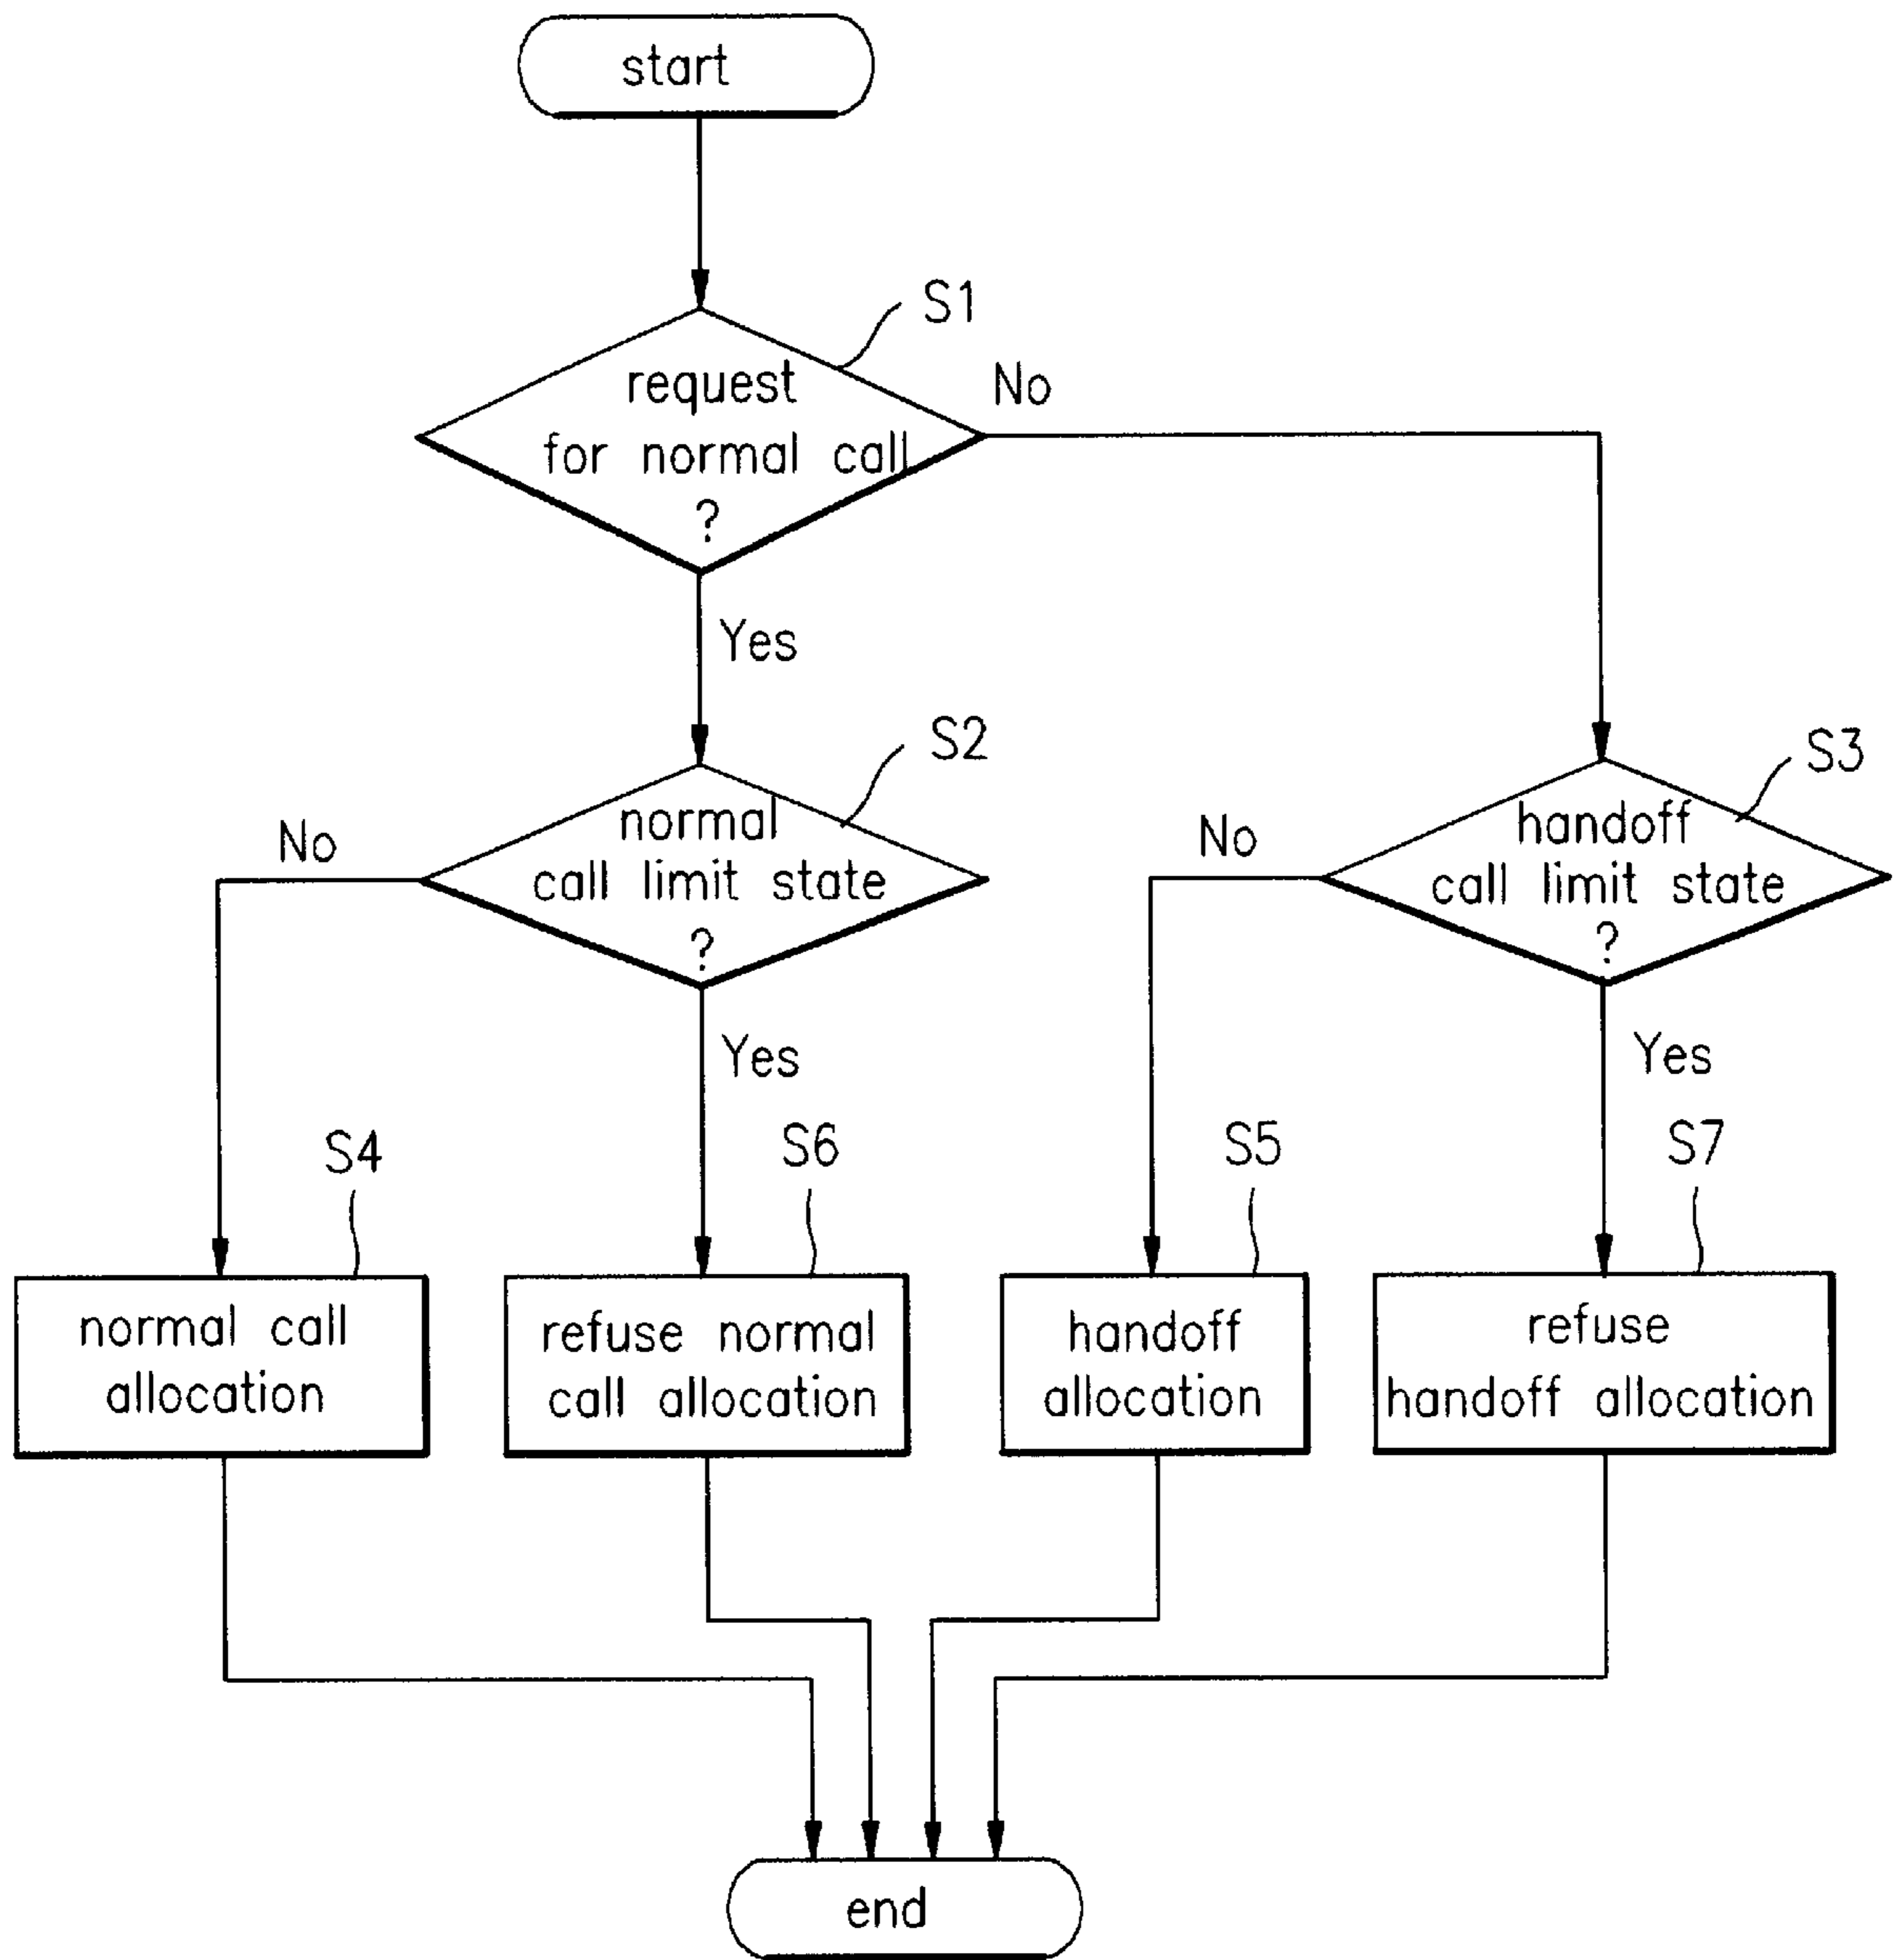 start
S1
request
for normal call
?
No
Yes
S2
normal
call limit state
?
No
Yes
S3
handoff
call limit state
?
No
Yes
S4
normal call
allocation
S6
refuse normal
call allocation
S5
handoff
allocation
S7
refuse
handoff allocation
end